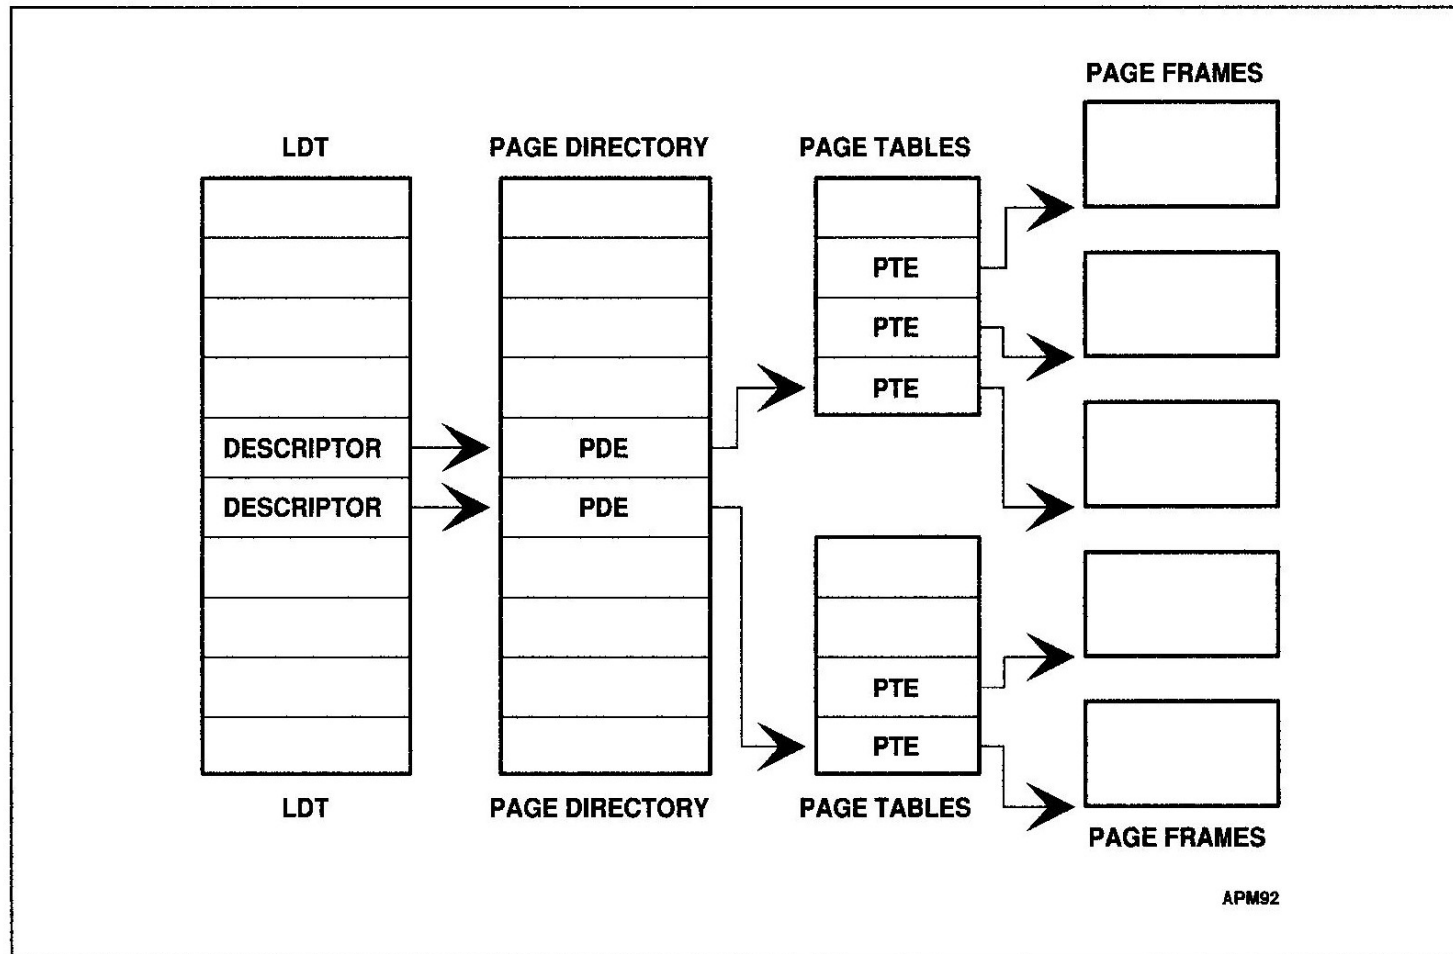 PAGE FRAMES
LDT
PAGE DIRECTORY
PAGE TABLES
PTE
PTE
PTE
DESCRIPTOR
PDE
DESCRIPTOR
PDE
PTE
PTE
LDT
PAGE DIRECTORY
PAGE TABLES
PAGE FRAMES
APM92